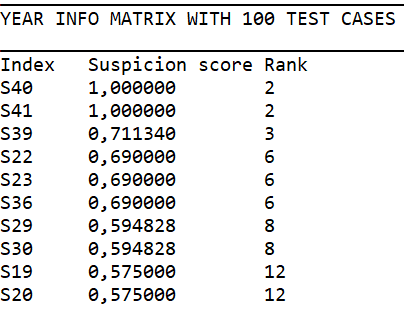 YEAR INFO MATRIX WITH 100 TEST CASES
Index Suspicion score Rank
S40 1,000000 2
S41 1,000000 2
S39 0,711340 3
S22 0,690000 6
S23 0,690000 6
S36 0,690000 6
S29 0,594828 8
S30 0,594828 8
S19 0,575000 12
S20 0,575000 12